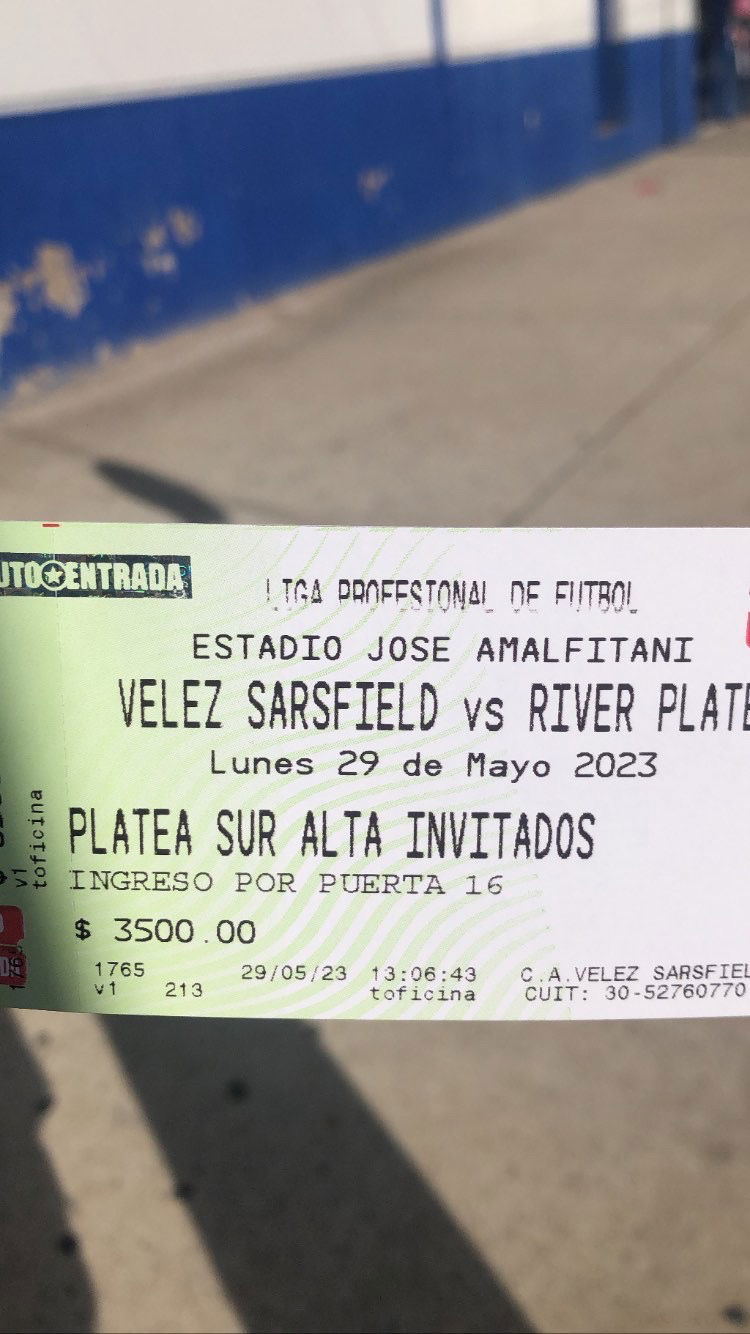 ENTRADA
LIGA PROFESIONAL DE FUTBOL
ESTADIO JOSE AMALFITANI
VELEZ SARSFIELD vs RIVER PLATE
Lunes 29 de Mayo 2023
PLATEA SUR ALTA INVITADOS
INGRESO POR PUERTA 16
$ 3500.00
1765 29/05/23 13:06:43 C.A.VELEZ SARSFIEL
v1 213 toficina CUIT: 30-52760770
v1
toficina